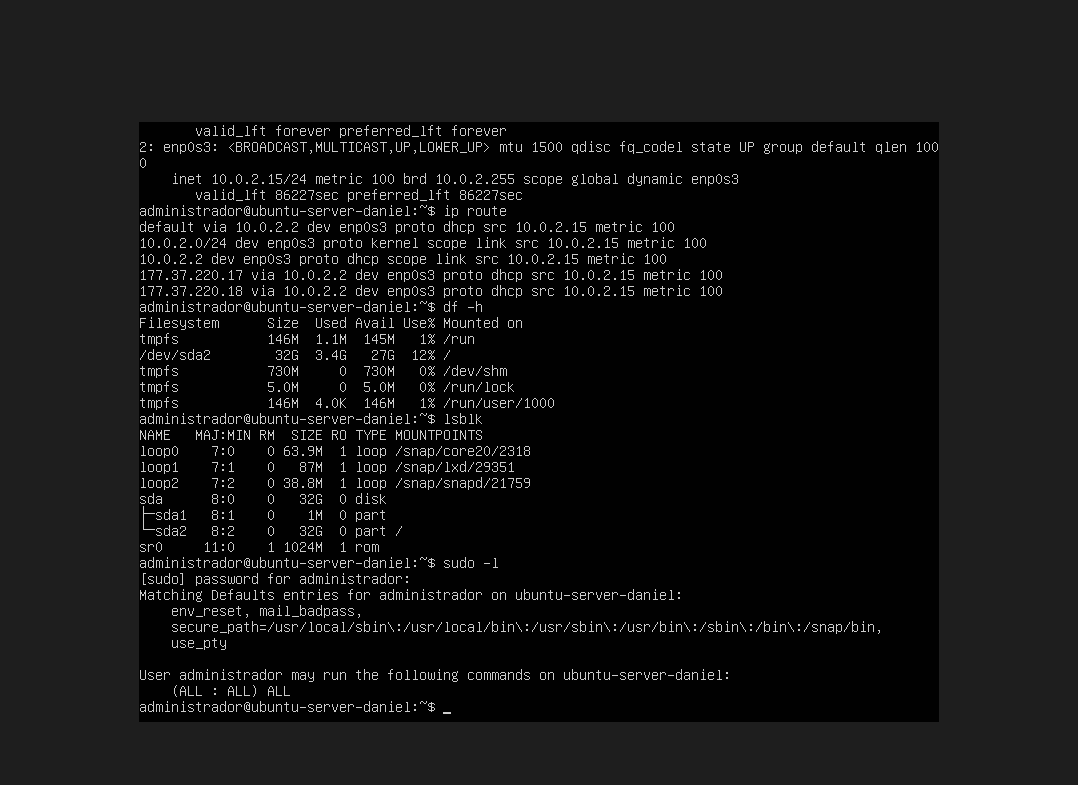 valid_lft forever preferred_lft forever
2: enp0s3: <BROADCAST,MULTICAST,UP,LOWER_UP> mtu 1500 qdisc fq_codel state UP group default qlen 100
0
inet 10.0.2.15/24 metric 100 brd 10.0.2.255 scope global dynamic enp0s3
valid_lft 86227sec preferred_lft 86227sec
administrador@ubuntu-server-daniel:~$ ip route
default via 10.0.2.2 dev enp0s3 proto dhcp src 10.0.2.15 metric 100
10.0.2.0/24 dev enp0s3 proto kernel scope link src 10.0.2.15 metric 100
10.0.2.2 dev enp0s3 proto dhcp scope link src 10.0.2.15 metric 100
177.37.220.17 via 10.0.2.2 dev enp0s3 proto dhcp src 10.0.2.15 metric 100
177.37.220.18 via 10.0.2.2 dev enp0s3 proto dhcp src 10.0.2.15 metric 100
administrador@ubuntu-server-daniel:~$ df -h
Filesystem      Size  Used Avail Use% Mounted on
tmpfs           146M  1.1M  145M   1% /run
/dev/sda2        32G  3.4G   27G  12% /
tmpfs           730M     0  730M   0% /dev/shm
tmpfs           5.0M     0  5.0M   0% /run/lock
tmpfs           146M  4.0K  146M   1% /run/user/1000
administrador@ubuntu-server-daniel:~$ lsblk
NAME   MAJ:MIN RM  SIZE RO TYPE MOUNTPOINTS
loop0    7:0    0 63.9M  1 loop /snap/core20/2318
loop1    7:1    0   87M  1 loop /snap/lxd/29351
loop2    7:2    0 38.8M  1 loop /snap/snapd/21759
sda      8:0    0   32G  0 disk
├─sda1   8:1    0    1M  0 part
└─sda2   8:2    0   32G  0 part /
sr0     11:0    1 1024M  1 rom
administrador@ubuntu-server-daniel:~$ sudo -l
[sudo] password for administrador:
Matching Defaults entries for administrador on ubuntu-server-daniel:
env_reset, mail_badpass,
secure_path=/usr/local/sbin\:/usr/local/bin\:/usr/sbin\:/usr/bin\:/sbin\:/bin\:/snap/bin,
use_pty
User administrador may run the following commands on ubuntu-server-daniel:
(ALL : ALL) ALL
administrador@ubuntu-server-daniel:~$ _